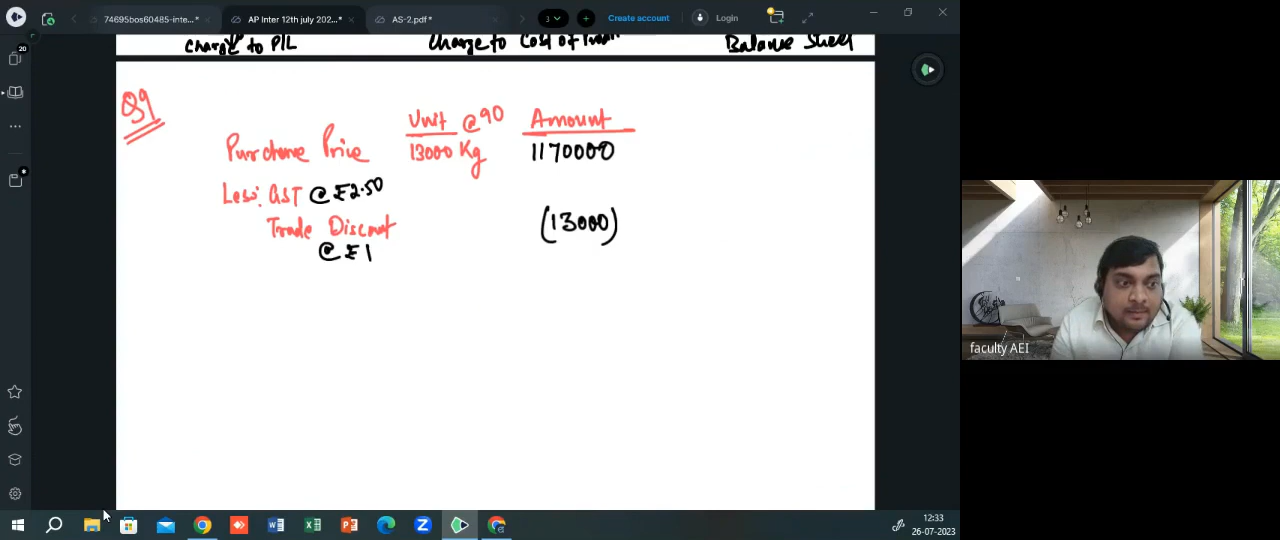 74695bos60485-inte...*
AP Inter 12th july 202...*
AS-2.pdf*
3
Create account
Login
20
Charge to P/L
Charge to Cost of
Balance Sheet
Q9
Unit @90
Amount
Purchase Price
13000 Kg
1170000
Less: GST @ ₹2.50
Trade Discount
(13000)
@ ₹1
faculty AEI
12:33
26-07-2023